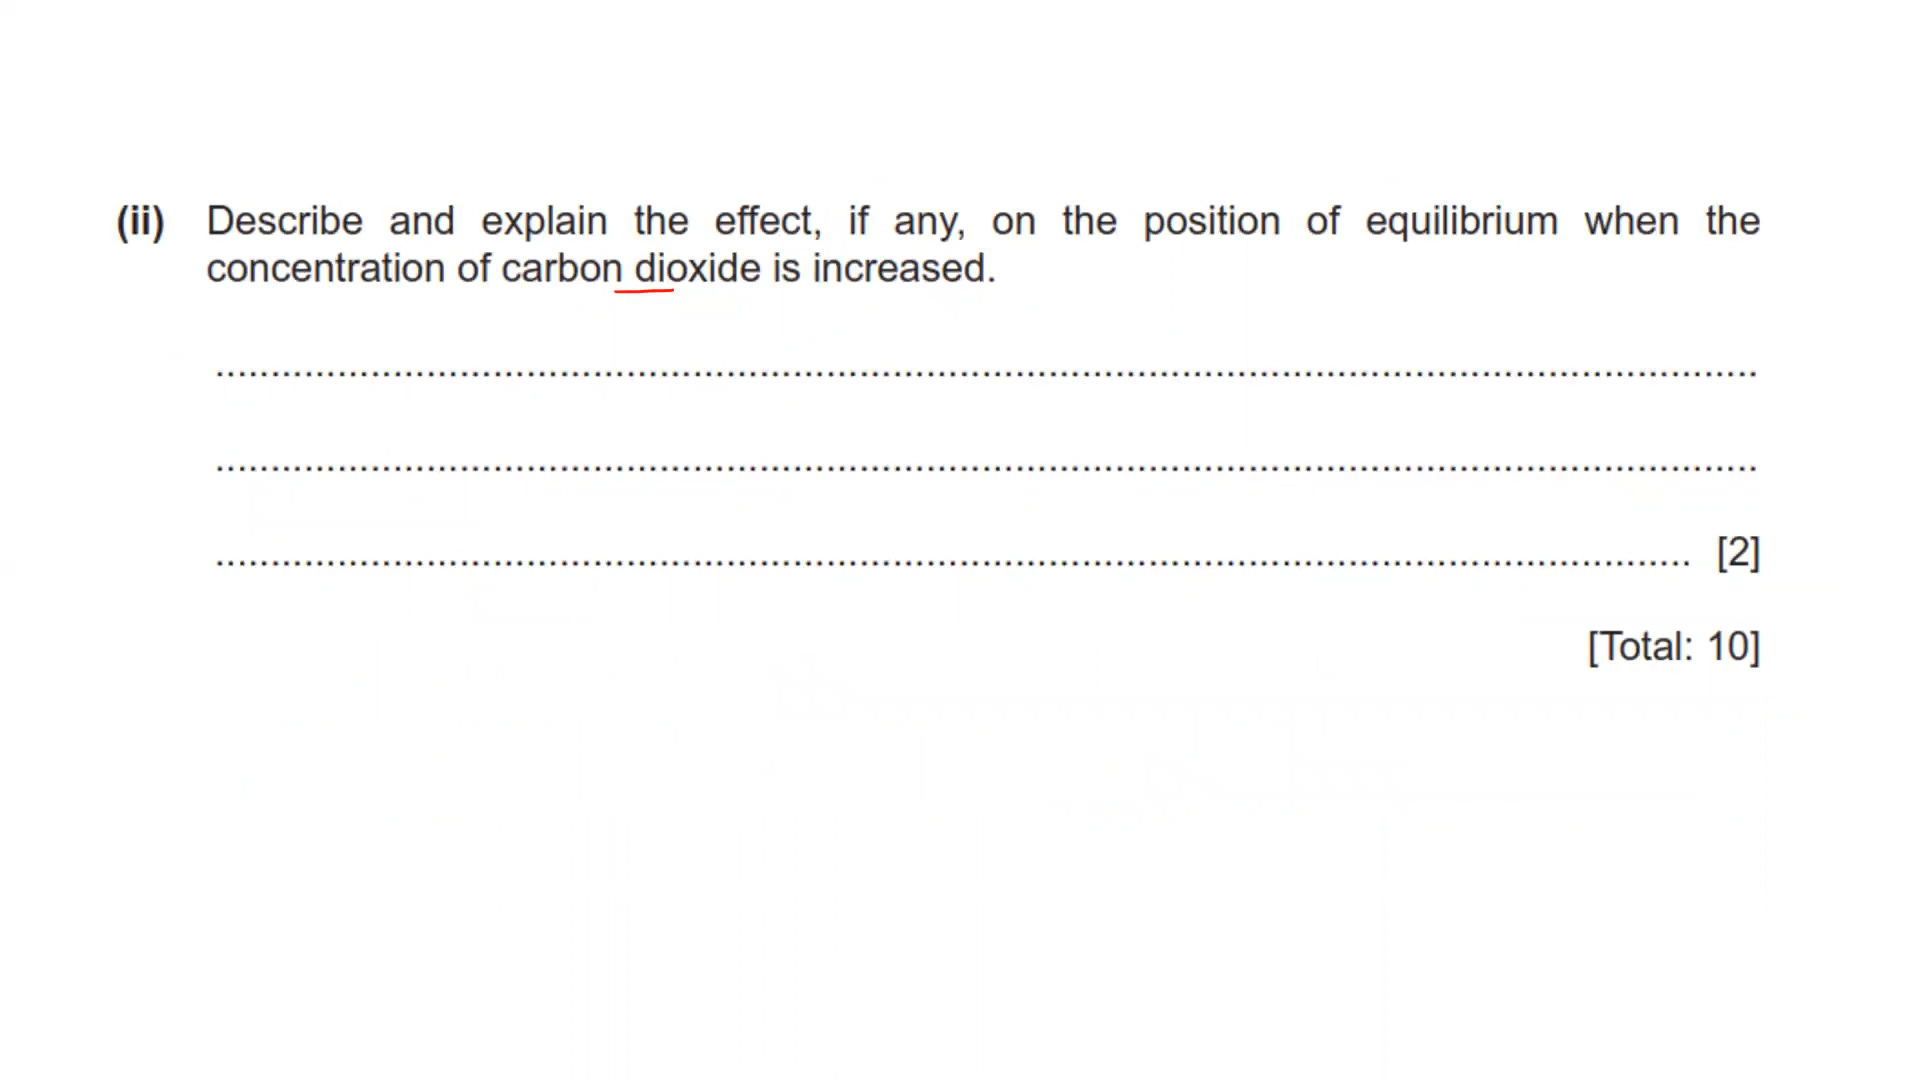 (ii) Describe and explain the effect, if any, on the position of equilibrium when the
concentration of carbon dioxide is increased.
[2]
[Total: 10]